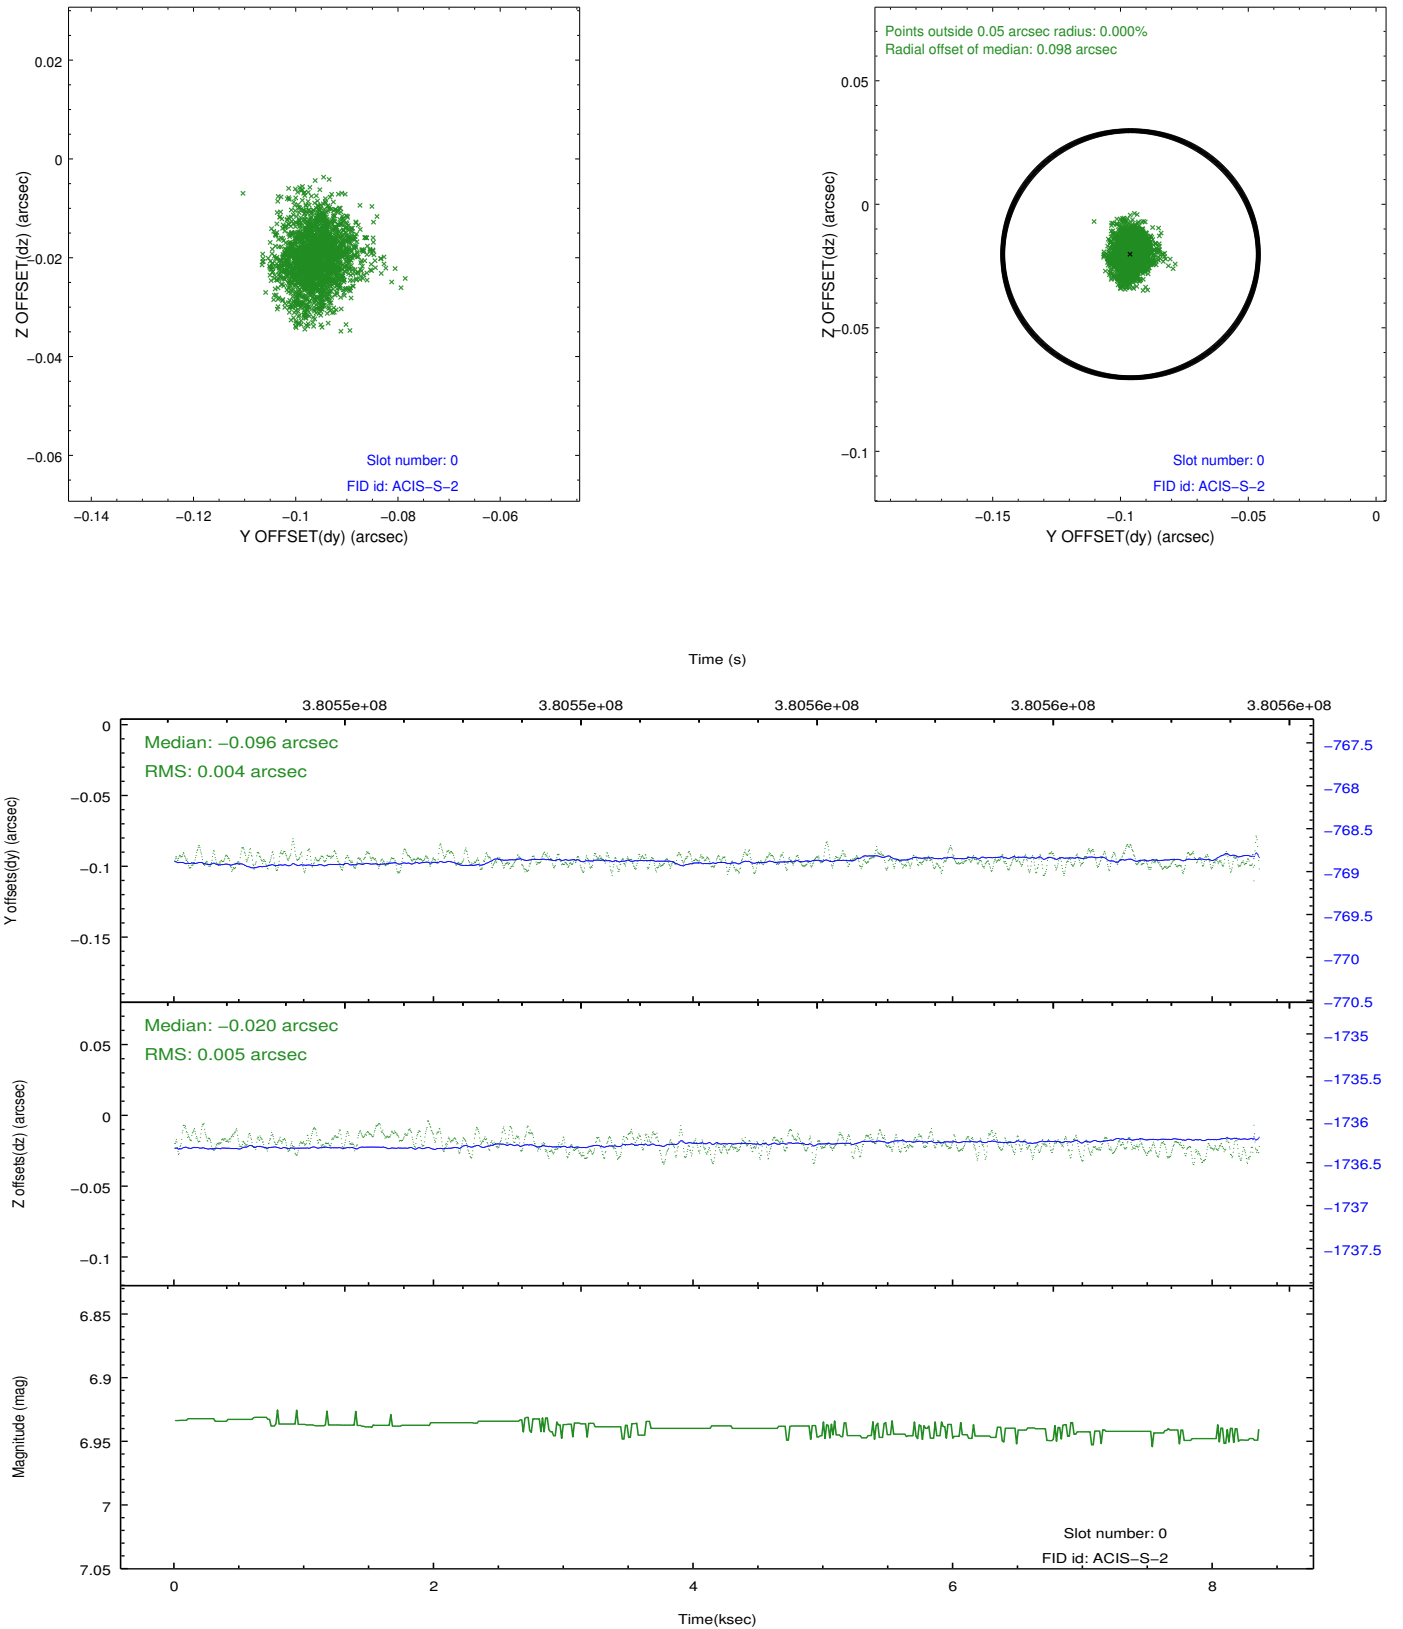 0.02
0
−0.02
−0.04
−0.06
Z OFFSET(dz) (arcsec)
Slot number: 0
FID id: ACIS−S−2
−0.14 −0.12 −0.1 −0.08 −0.06
Y OFFSET(dy) (arcsec)
Points outside 0.05 arcsec radius: 0.000%
Radial offset of median: 0.098 arcsec
0.05
0
−0.05
−0.1
Z OFFSET(dz) (arcsec)
Slot number: 0
FID id: ACIS−S−2
−0.15 −0.1 −0.05 0
Y OFFSET(dy) (arcsec)
Time (s)
3.8055e+08 3.8055e+08 3.8056e+08 3.8056e+08 3.8056e+08
Median: −0.096 arcsec
RMS: 0.004 arcsec
0
−0.05
−0.1
−0.15
Y offsets(dy) (arcsec)
−767.5
−768
−768.5
−769
−769.5
−770
−770.5
Median: −0.020 arcsec
RMS: 0.005 arcsec
0.05
0
−0.05
−0.1
Z offsets(dz) (arcsec)
−1735
−1735.5
−1736
−1736.5
−1737
−1737.5
6.85
6.9
6.95
7
7.05
Magnitude (mag)
Slot number: 0
FID id: ACIS−S−2
0 2 4 6 8
Time(ksec)